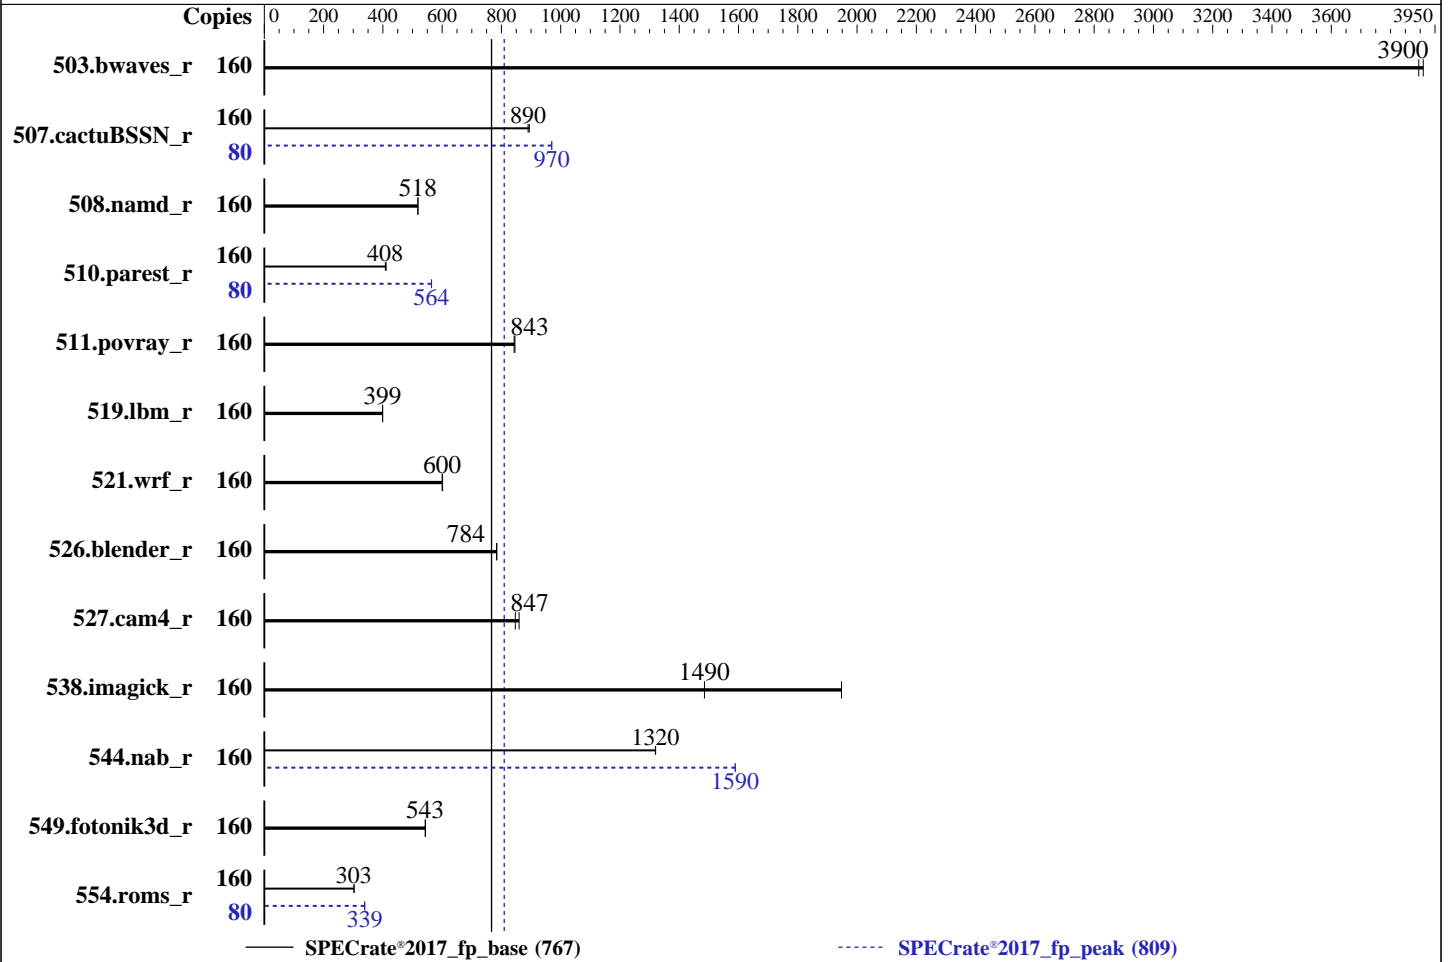 Copies 0 200 400 600 800 1000 1200 1400 1600 1800 2000 2200 2400 2600 2800 3000 3200 3400 3600 3950
503.bwaves_r 160 3900
507.cactuBSSN_r 160 890
80 970
508.namd_r 160 518
510.parest_r 160 408
80 564
511.povray_r 160 843
519.lbm_r 160 399
521.wrf_r 160 600
526.blender_r 160 784
527.cam4_r 160 847
538.imagick_r 160 1490
544.nab_r 160 1320
1590
549.fotonik3d_r 160 543
554.roms_r 160 303
80 339
SPECrate®2017_fp_base (767) SPECrate®2017_fp_peak (809)